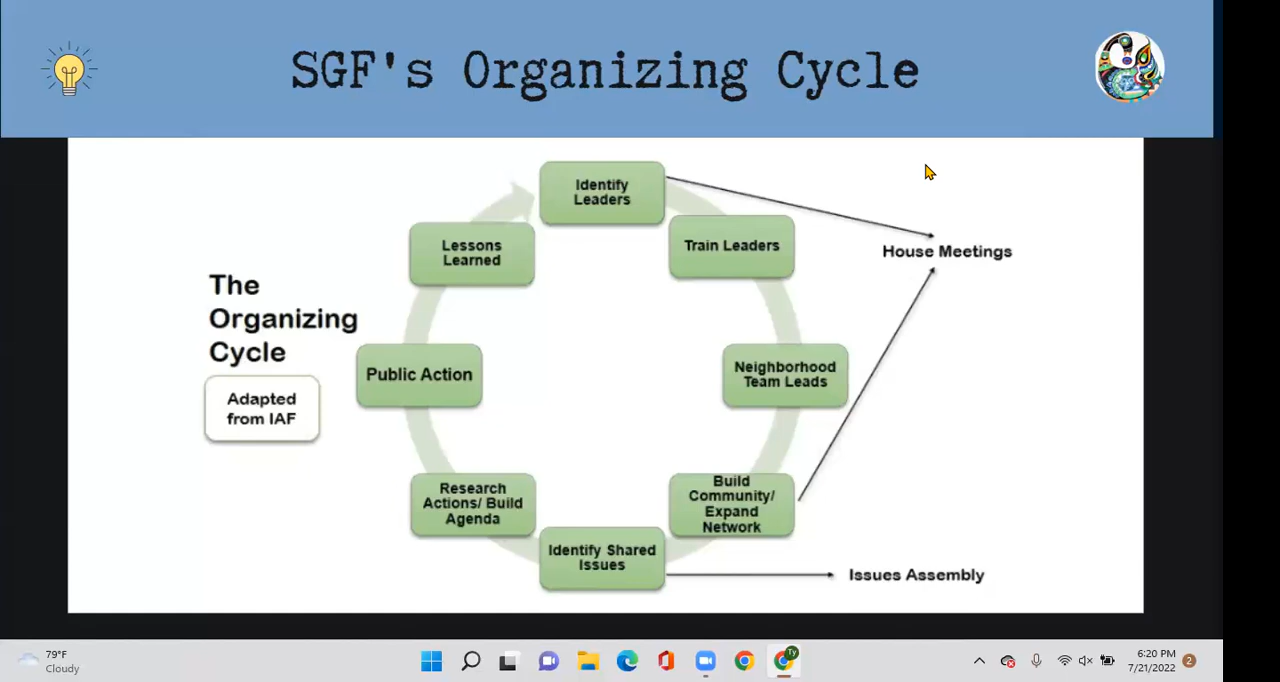 SGF's Organizing Cycle
Identify
Leaders
Train Leaders
House Meetings
Lessons
Learned
The
Organizing
Cycle
Adapted
from IAF
Public Action
Neighborhood
Team Leads
Research
Actions/ Build
Agenda
Build
Community/
Expand
Network
Identify Shared
Issues
Issues Assembly
79°F
Cloudy
Ty
6:20 PM
7/21/2022
2